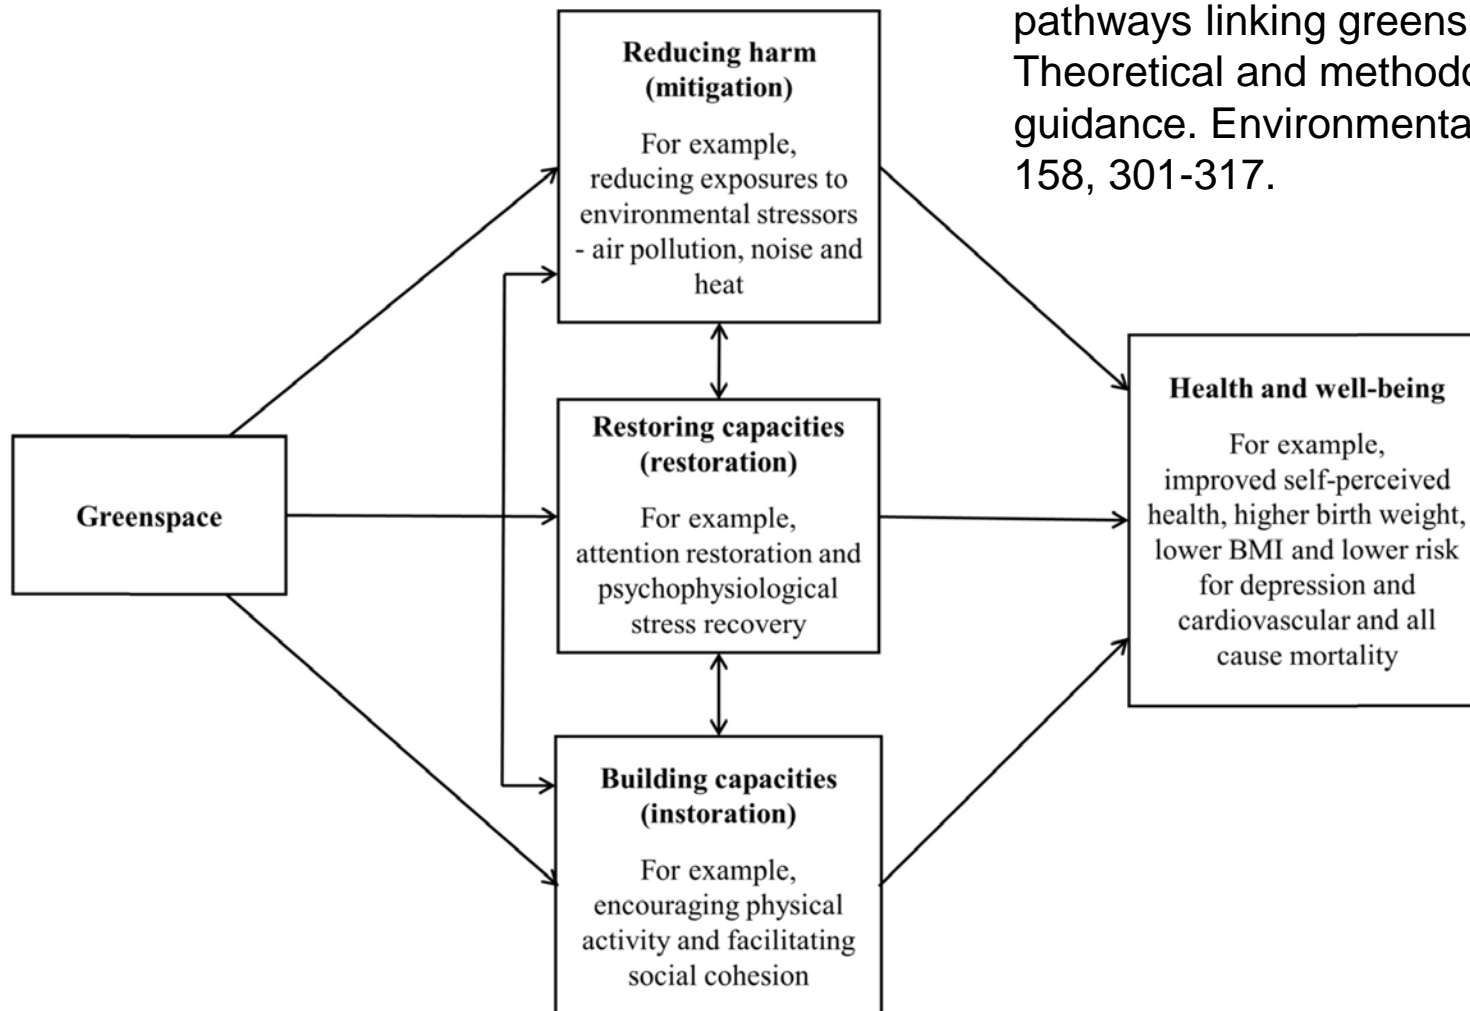 pathways linking greens
Theoretical and methodo
guidance. Environmenta
158, 301-317.
Reducing harm
(mitigation)
For example,
reducing exposures to
environmental stressors
- air pollution, noise and
heat
Restoring capacities
(restoration)
For example,
attention restoration and
psychophysiological
stress recovery
Greenspace
Building capacities
(instoration)
For example,
encouraging physical
activity and facilitating
social cohesion
Health and well-being
For example,
improved self-perceived
health, higher birth weight,
lower BMI and lower risk
for depression and
cardiovascular and all
cause mortality